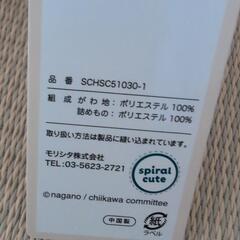 品　番　SCHSC51030-1
組　成 がわ 地：ポリエステル 100%
詰めもの：ポリエステル 100%
取り扱い方法は製品に縫い込まれています。
モリシタ株式会社
TEL：03-5623-2721
spiral
cute
©nagano / chiikawa committee
中国製
紙
ラベル